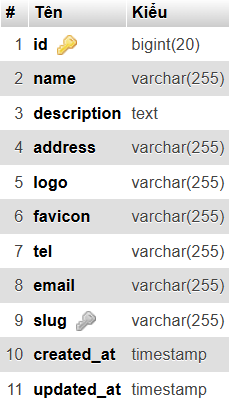 # Tên Kiểu
1 id bigint(20)
2 name varchar(255)
3 description text
4 address varchar(255)
5 logo varchar(255)
6 favicon varchar(255)
7 tel varchar(255)
8 email varchar(255)
9 slug varchar(255)
10 created_at timestamp
11 updated_at timestamp